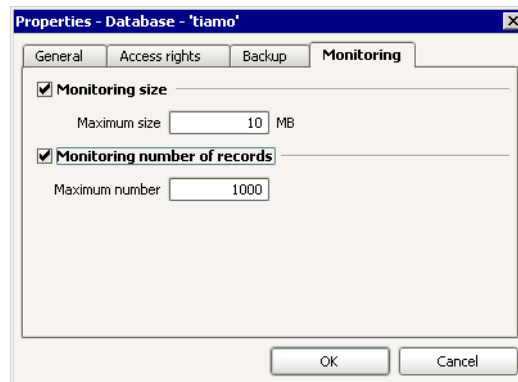 Properties - Database - 'tiamo'
General Access rights Backup Monitoring
Monitoring size
Maximum size 10 MB
Monitoring number of records
Maximum number 1000
OK Cancel